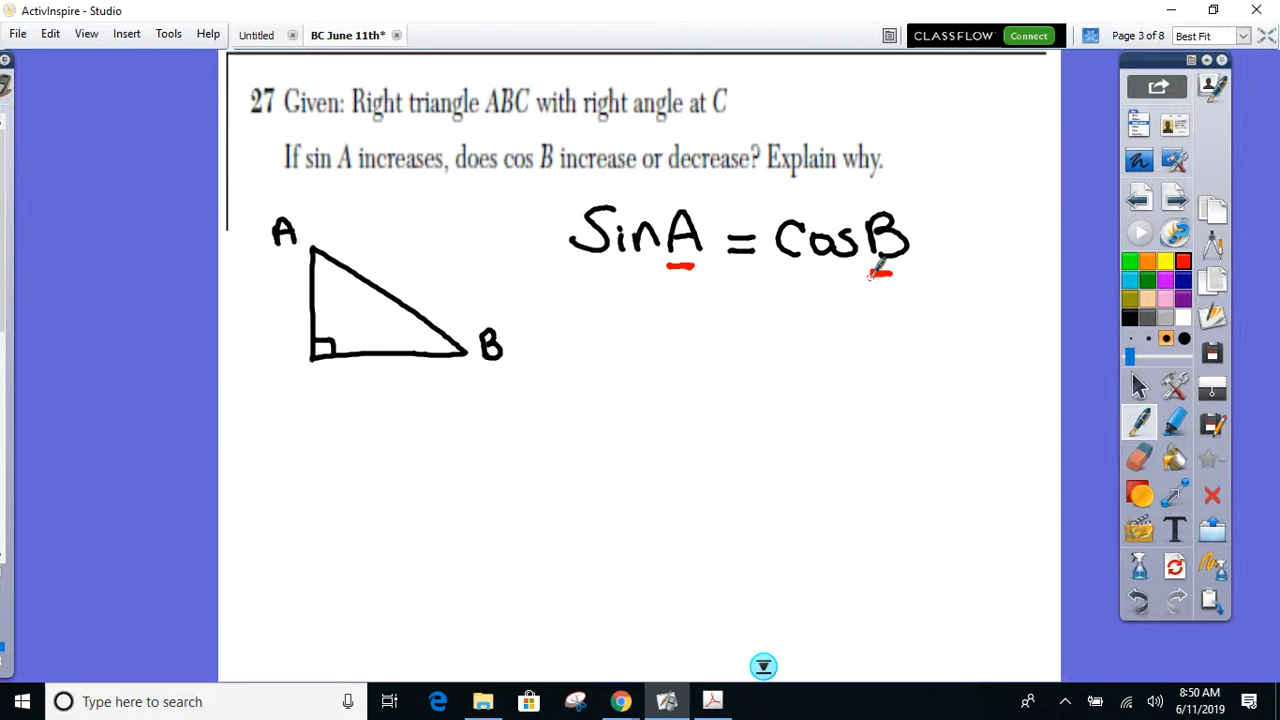 ActivInspire - Studio
File Edit View Insert Tools Help
Untitled
BC June 11th*
CLASSFLOW Connect
Page 3 of 8
Best Fit
27 Given: Right triangle ABC with right angle at C
If sin A increases, does cos B increase or decrease? Explain why.
A
SinA = CosB
B
Type here to search
8:50 AM
6/11/2019